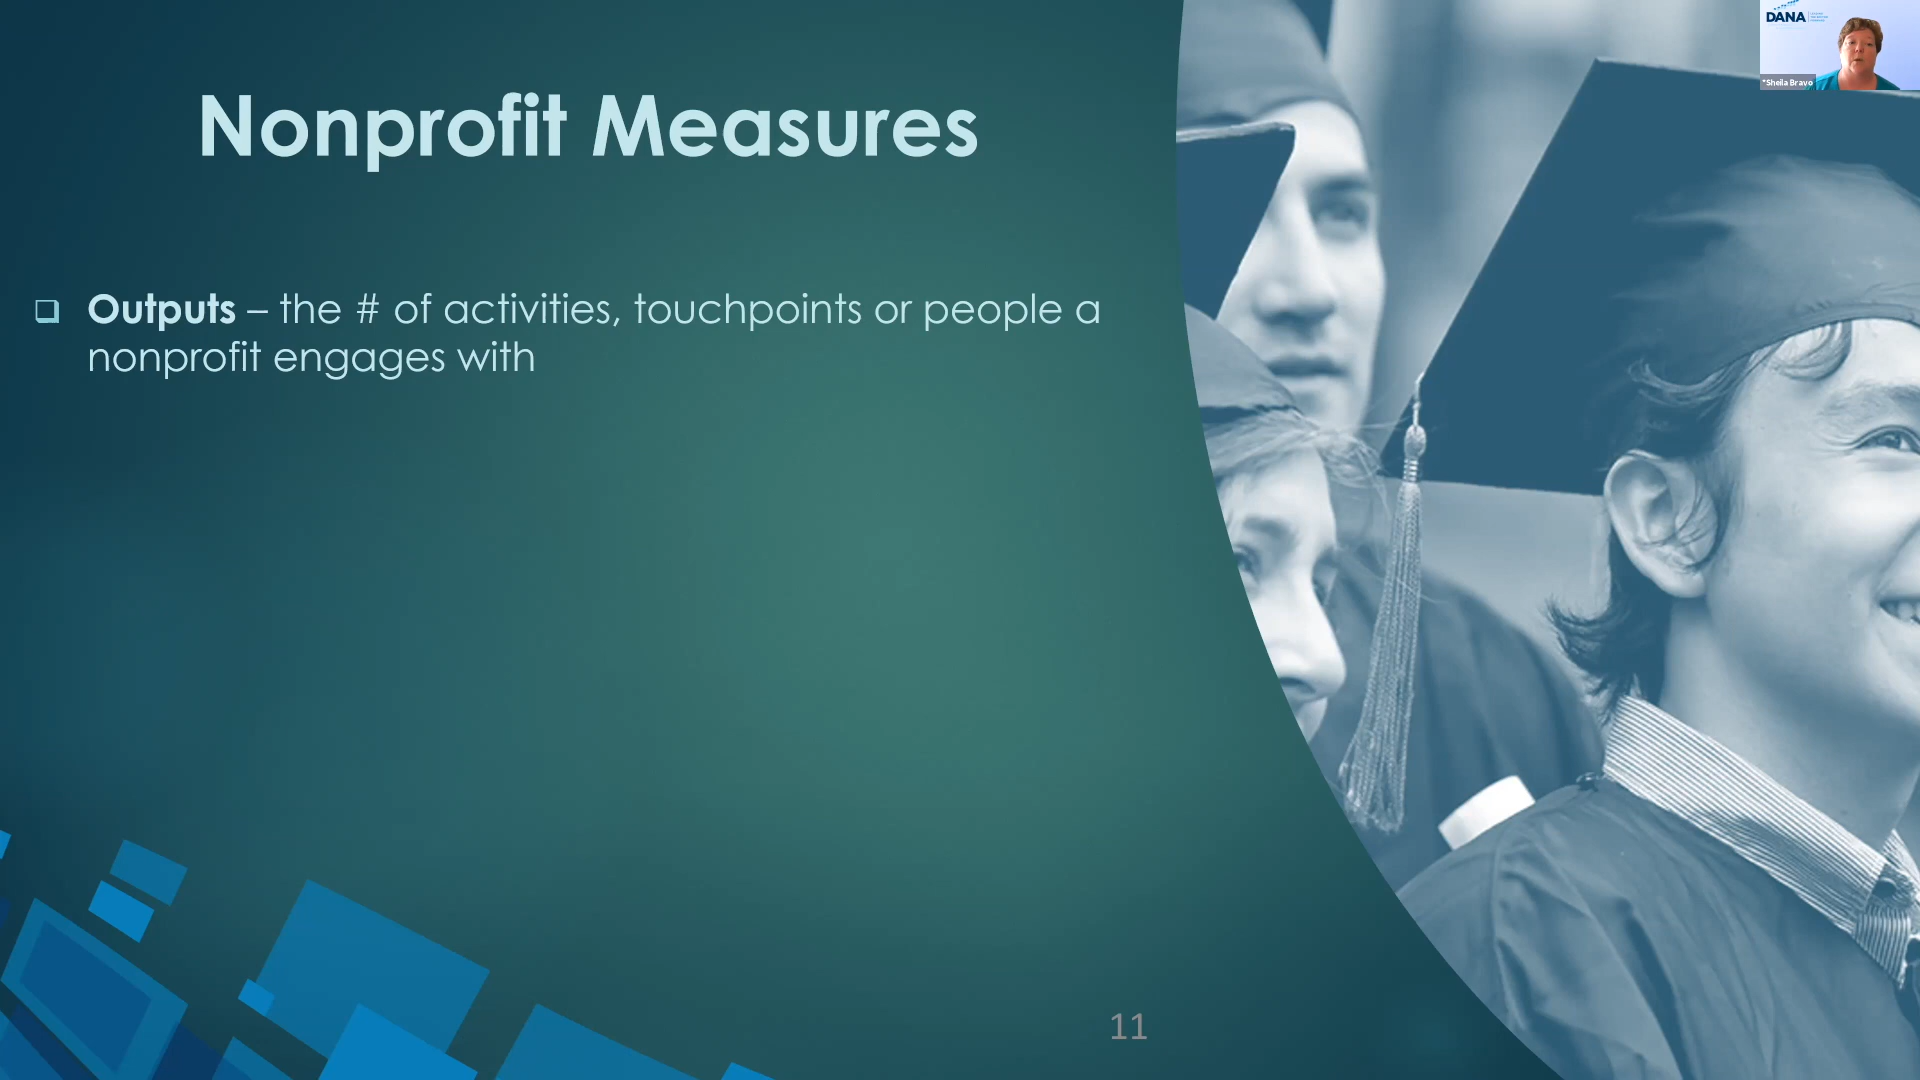 Nonprofit Measures
Outputs – the # of activities, touchpoints or people a
nonprofit engages with
11
DANA
*Sheila Bravo